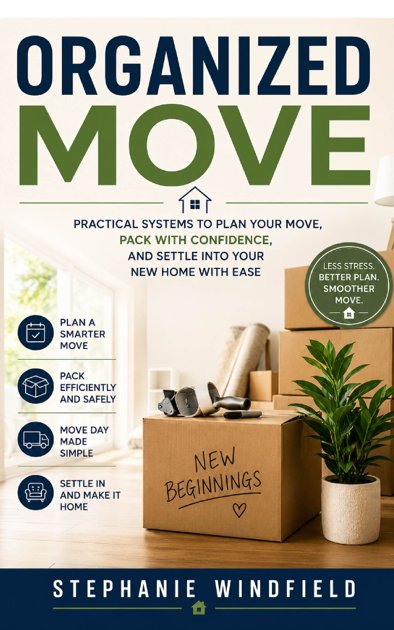 ORGANIZED
MOVE
PRACTICAL SYSTEMS TO PLAN YOUR MOVE,
PACK WITH CONFIDENCE,
AND SETTLE INTO YOUR
NEW HOME WITH EASE
LESS STRESS.
BETTER PLAN.
SMOOTHER
MOVE.
PLAN A
SMARTER
MOVE
PACK
EFFICIENTLY
AND SAFELY
MOVE DAY
MADE
SIMPLE
SETTLE IN
AND MAKE IT
HOME
NEW
BEGINNINGS
STEPHANIE WINDFIELD